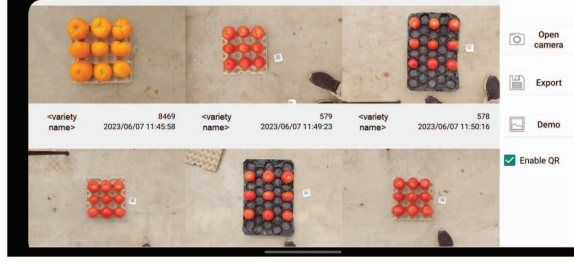 Open
camera
Export
<variety
name>
8469
2023/06/07 11:45:58
<variety
name>
579
2023/06/07 11:49:23
<variety
name>
578
2023/06/07 11:50:16
Demo
Enable QR